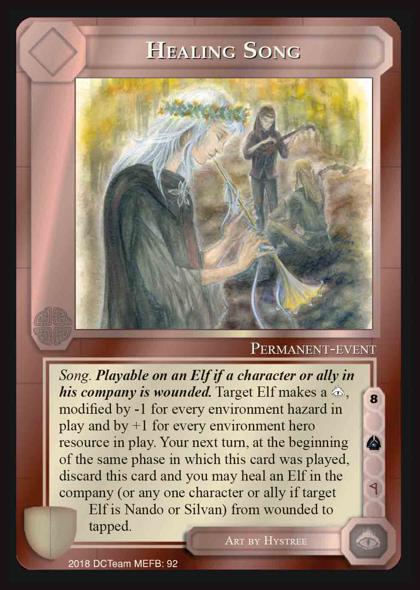 Healing Song
Permanent-event
Song. Playable on an Elf if a character or ally in
his company is wounded. Target Elf makes a
modified by -1 for every environment hazard in
play and by +1 for every environment hero
resource in play. Your next turn, at the beginning
of the same phase in which this card was played,
discard this card and you may heal an Elf in the
company (or any one character or ally if target
Elf is Nando or Silvan) from wounded to
tapped.
8
Art by Hystree
2018 DCTeam MEFB: 92